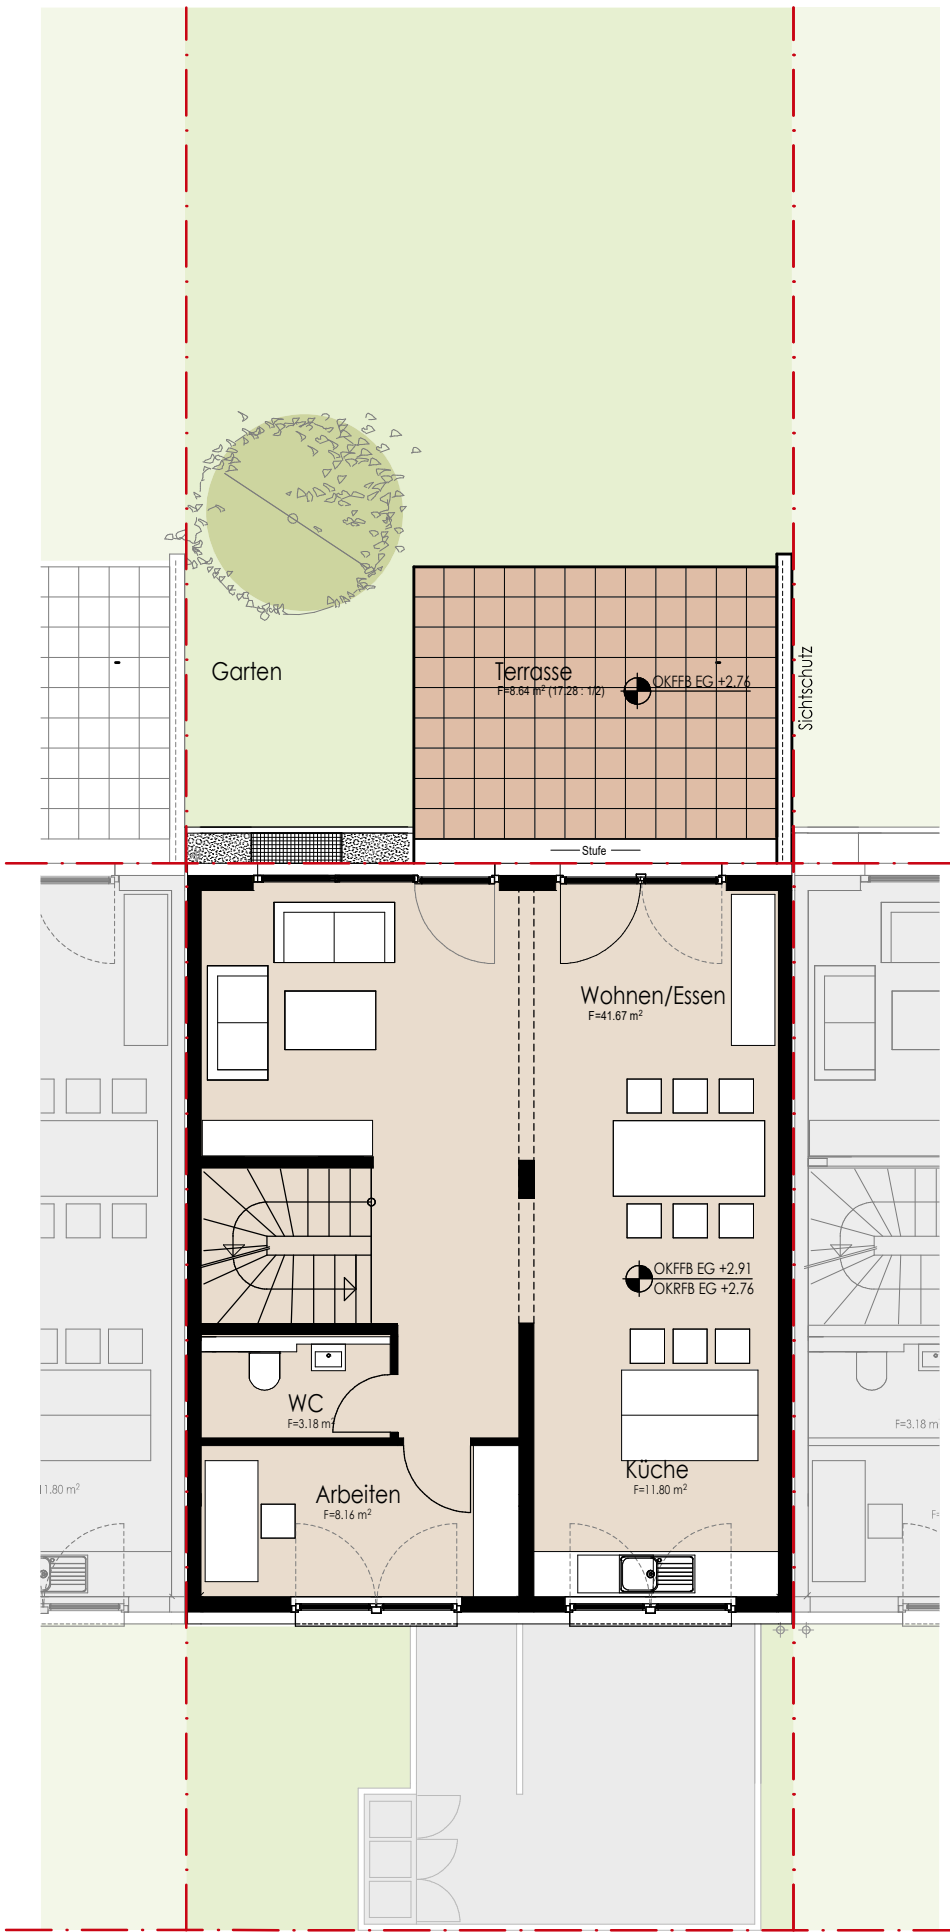 Garten
Terrasse
F=8.64 m² (17.28 : 1/2)
OKFFB EG +2.76
Sichtschutz
Stufe
Wohnen/Essen
F=41.67 m²
OKFFB EG +2.91
OKRFB EG +2.76
WC
F=3.18 m²
F=3.18 m
Küche
F=11.80 m²
11.80 m²
Arbeiten
F=8.16 m²
F=